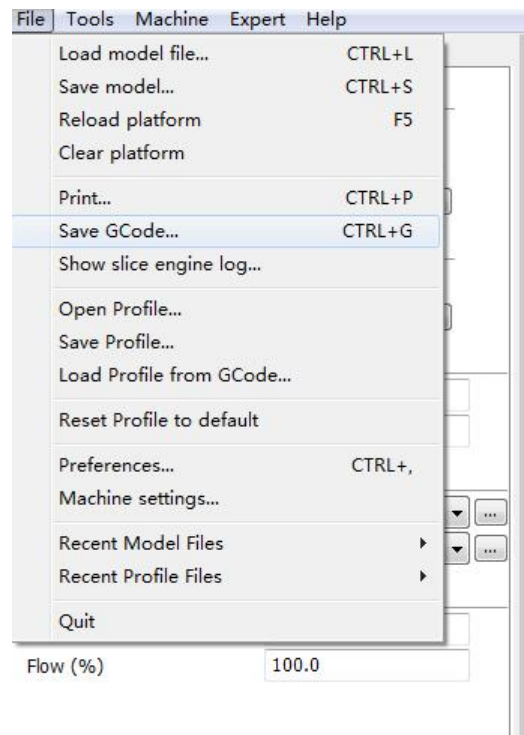 File Tools Machine Expert Help
Load model file... CTRL+L
Save model... CTRL+S
Reload platform F5
Clear platform
Print... CTRL+P
Save GCode... CTRL+G
Show slice engine log...
Open Profile...
Save Profile...
Load Profile from GCode...
Reset Profile to default
Preferences... CTRL+,
Machine settings...
...
Recent Model Files
...
Recent Profile Files
Quit
Flow (%) 100.0